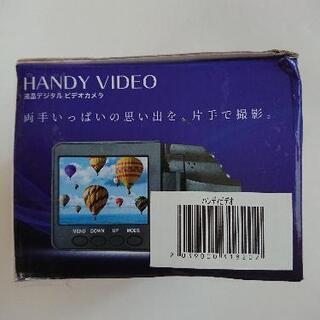 HANDY VIDEO
液晶デジタル ビデオカメラ
両手いっぱいの思い出を、片手で撮影。
MENU DOWN UP MODE
ハンディビデオ